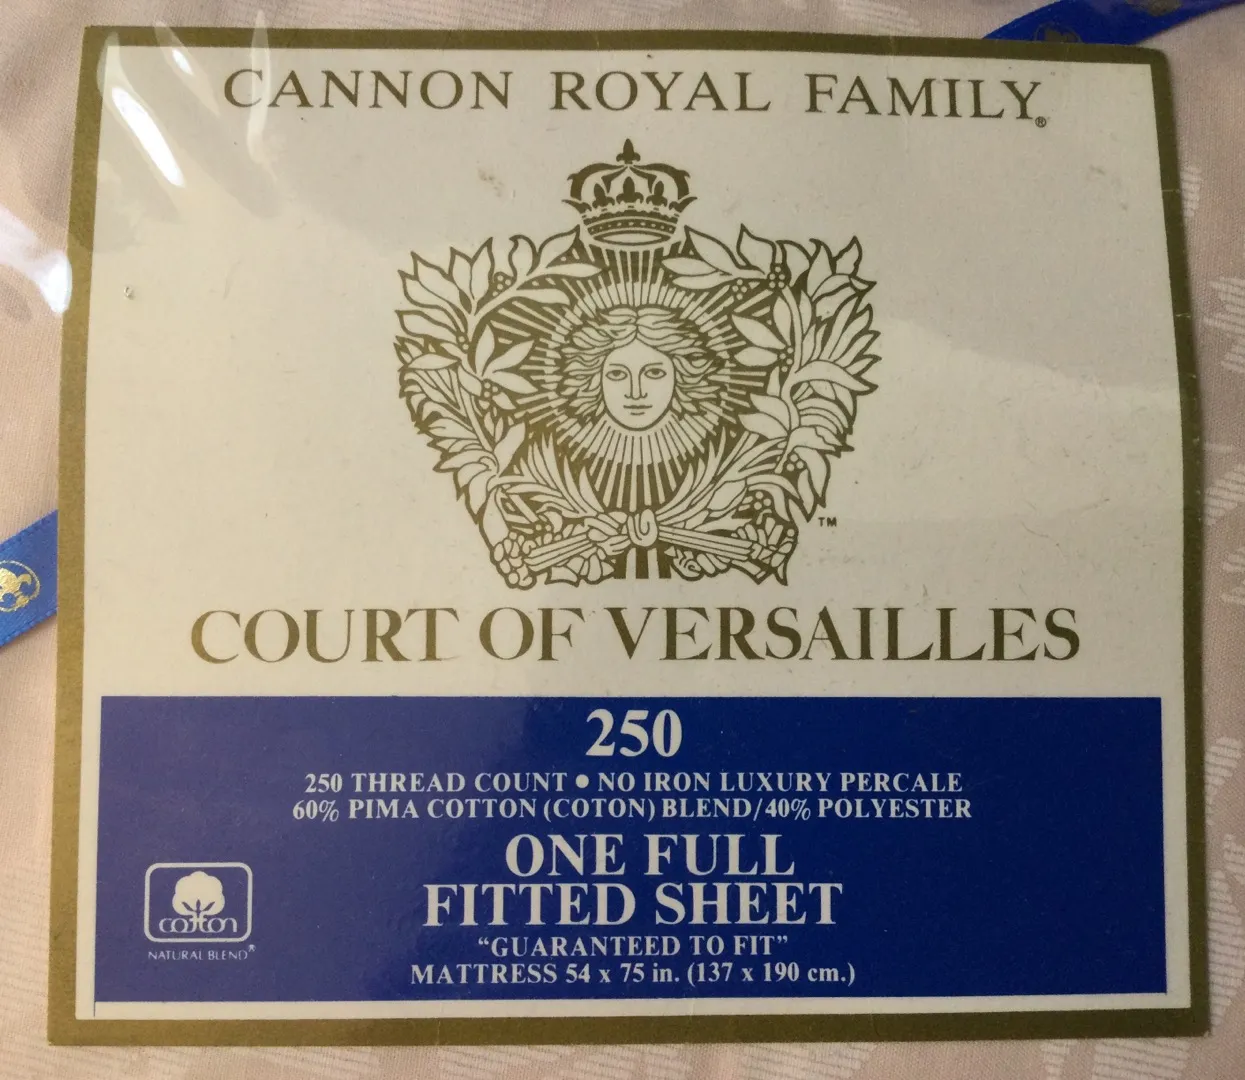 CANNON ROYAL FAMILY®
TM
COURT OF VERSAILLES
250
250 THREAD COUNT • NO IRON LUXURY PERCALE
60% PIMA COTTON (COTON) BLEND/40% POLYESTER
ONE FULL
FITTED SHEET
"GUARANTEED TO FIT"
MATTRESS 54 x 75 in. (137 x 190 cm.)
cotton
NATURAL BLEND®